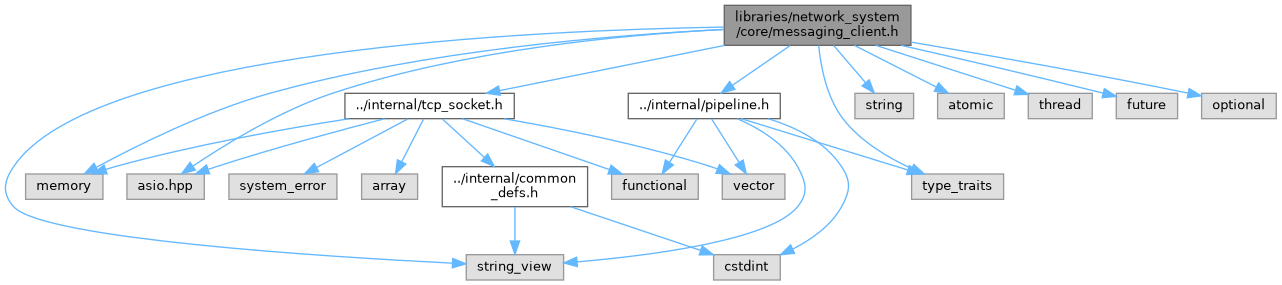 libraries/network_system
/core/messaging_client.h
../internal/tcp_socket.h
../internal/pipeline.h
string
atomic
thread
future
optional
memory
asio.hpp
system_error
array
../internal/common
_defs.h
functional
vector
type_traits
string_view
cstdint